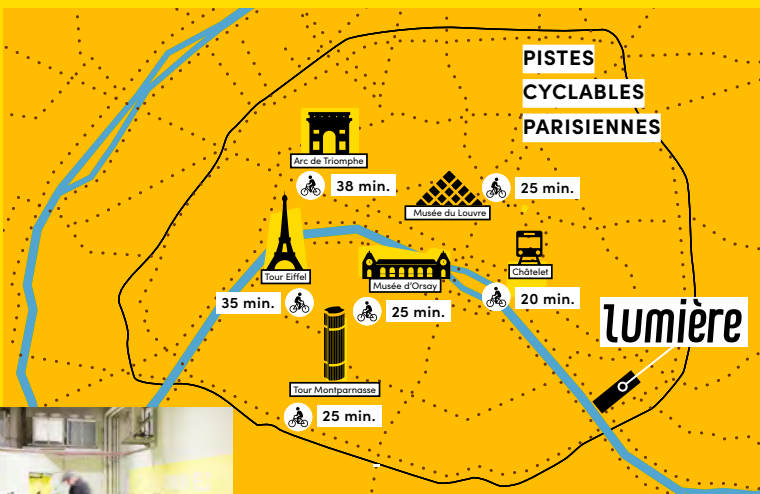 PISTES
CYCLABLES
PARISIENNES
Arc de Triomphe
38 min.
Musée du Louvre
25 min.
Tour Eiffel
35 min.
Musée d'Orsay
25 min.
Châtelet
20 min.
lumière
Tour Montparnasse
25 min.